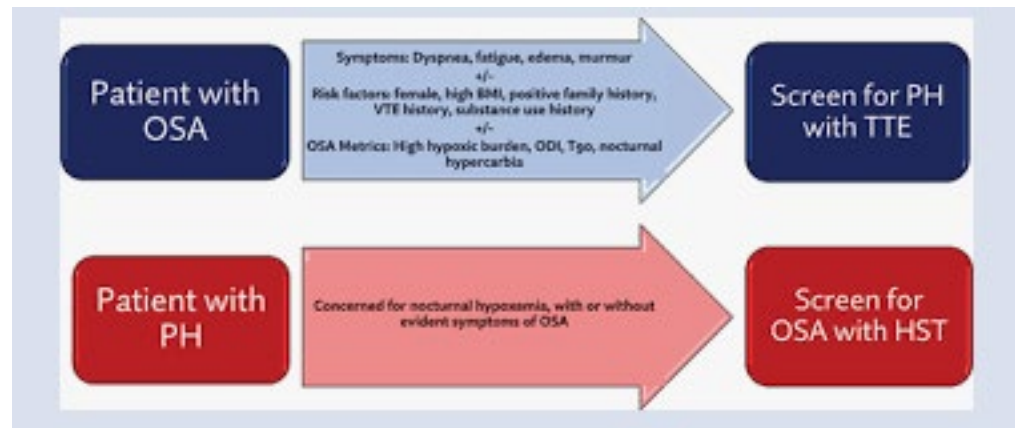 Patient with
OSA
Symptoms: Dyspnea, fatigue, edema, murmur
+/-
Risk factors: female, high BMI, positive family history,
VTE history, substance use history
+/-
OSA Metrics: High hypoxic burden, ODI, T90, nocturnal
hypercarbia
Screen for PH
with TTE
Patient with
PH
Concerned for nocturnal hypoxemia, with or without
evident symptoms of OSA
Screen for
OSA with HST